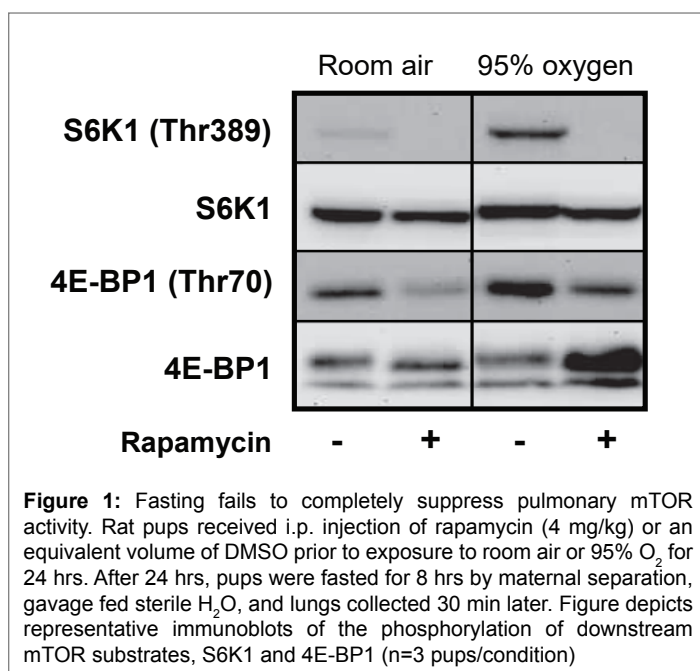 Room air 95% oxygen
S6K1 (Thr389)
S6K1
4E-BP1 (Thr70)
4E-BP1
Rapamycin - + - +
Figure 1: Fasting fails to completely suppress pulmonary mTOR
activity. Rat pups received i.p. injection of rapamycin (4 mg/kg) or an
equivalent volume of DMSO prior to exposure to room air or 95% O₂ for
24 hrs. After 24 hrs, pups were fasted for 8 hrs by maternal separation,
gavage fed sterile H₂O, and lungs collected 30 min later. Figure depicts
representative immunoblots of the phosphorylation of downstream
mTOR substrates, S6K1 and 4E-BP1 (n=3 pups/condition)